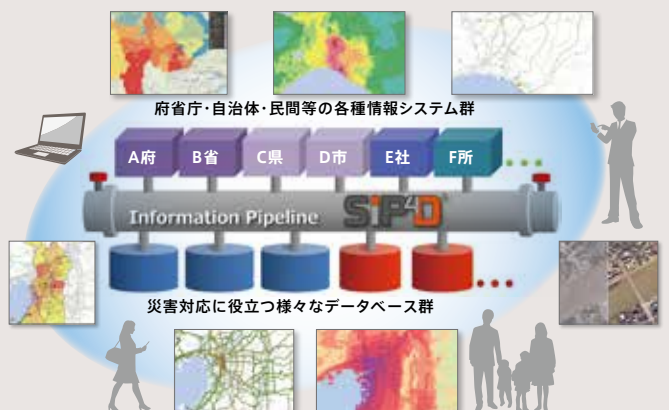 府省庁・自治体・民間等の各種情報システム群
A府 B省 C県 D市 E社 F所
Information Pipeline SIP4D
災害対応に役立つ様々なデータベース群